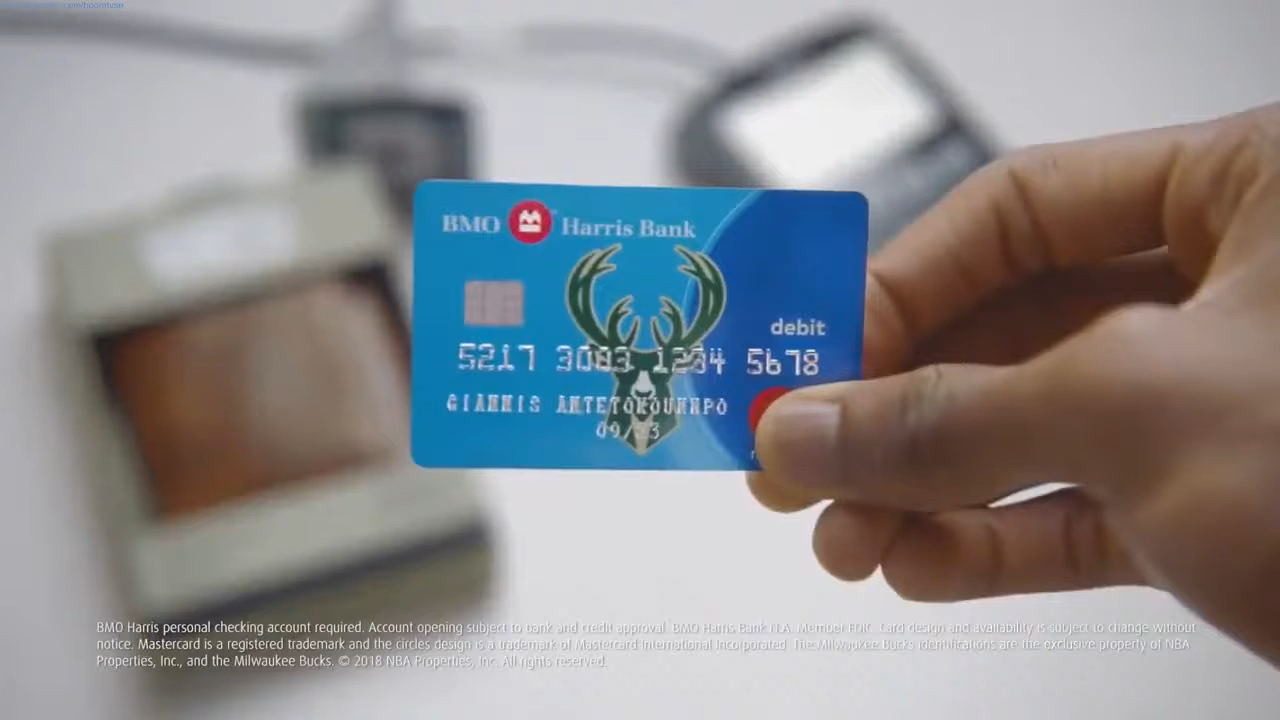 BMO Harris Bank
debit
5217 3083 1234 5678
GIANNIS ANTETOKOUNMPO
09/23
BMO Harris personal checking account required. Account opening subject to bank and credit approval. BMO Harris Bank N.A. Member FDIC. Card design and availability is subject to change without
notice. Mastercard is a registered trademark and the circles design is a trademark of Mastercard International Incorporated. The Milwaukee Bucks identifications are the exclusive property of NBA
Properties, Inc., and the Milwaukee Bucks. © 2018 NBA Properties, Inc. All rights reserved.